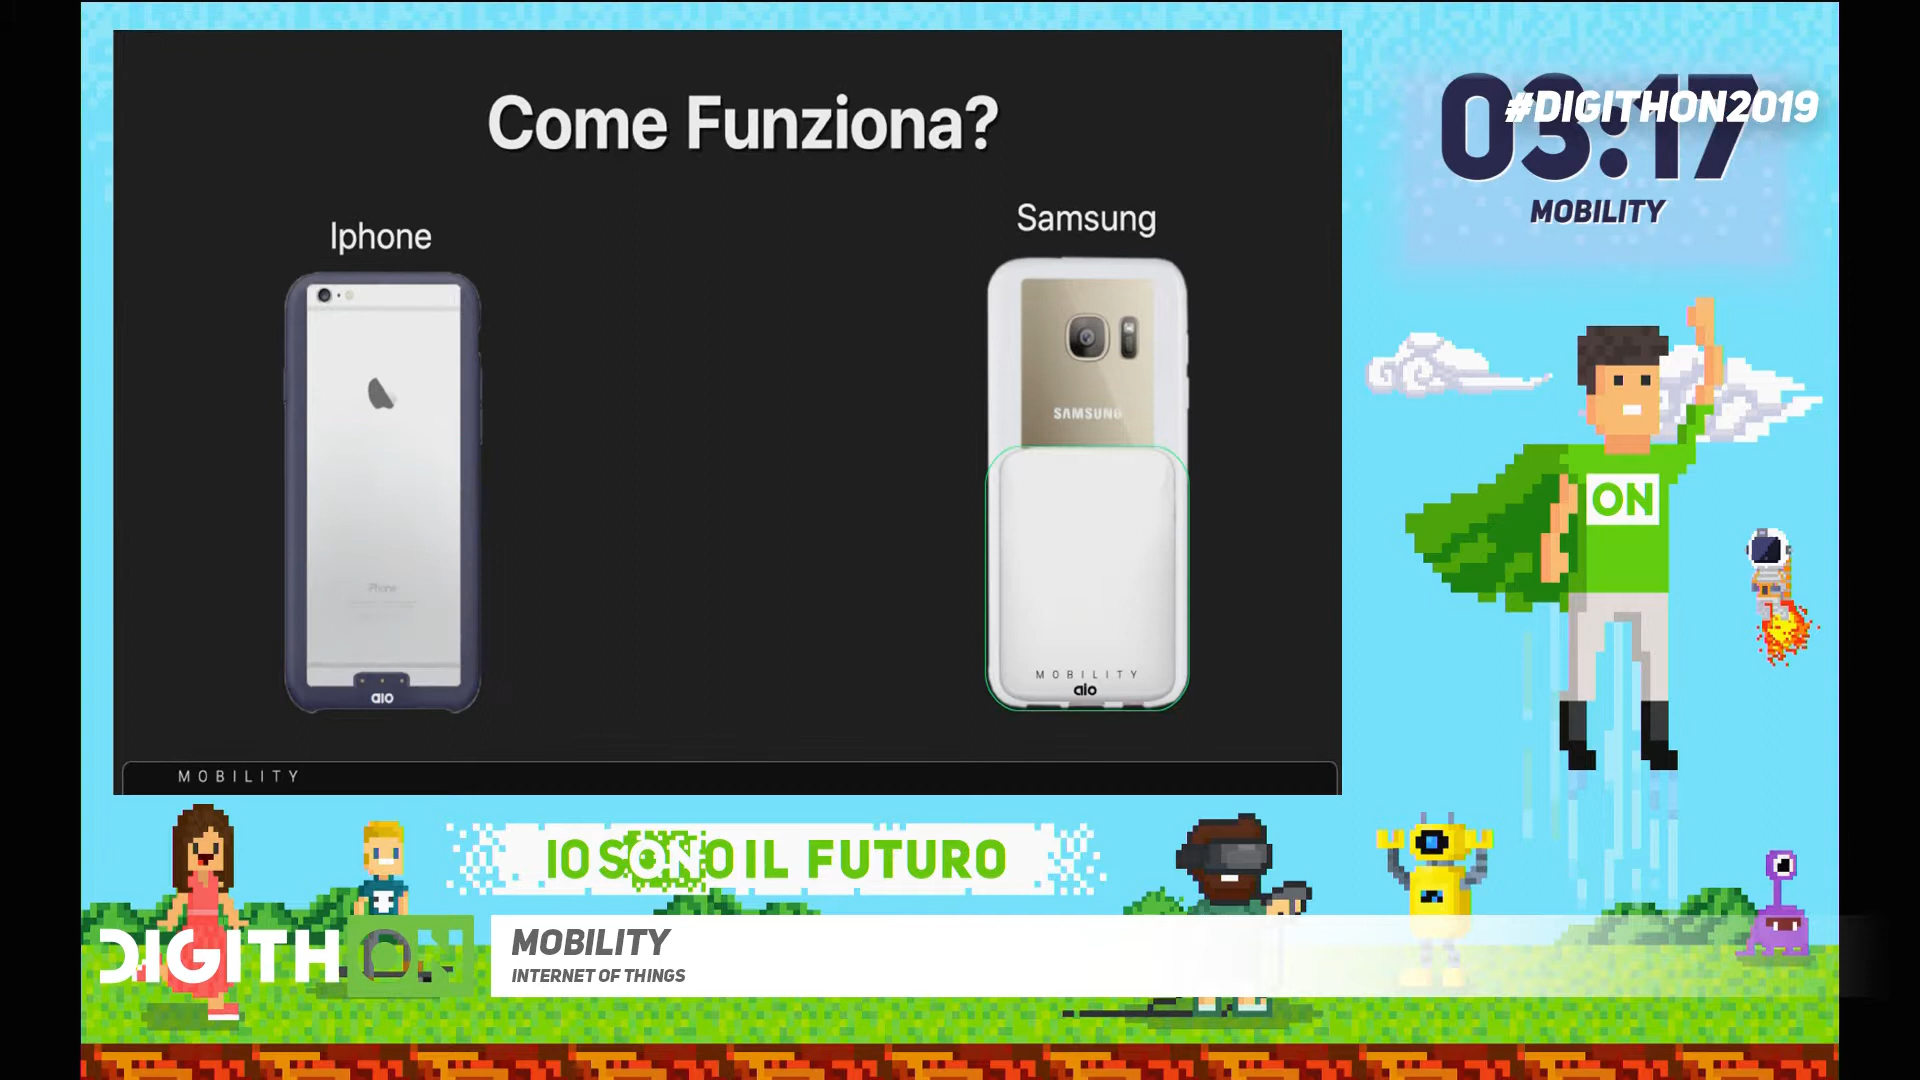 Come Funziona?
Iphone
Samsung
iPhone
aio
SAMSUNG
MOBILITY
aio
MOBILITY
03:17
#DIGITHON2019
MOBILITY
ON
IO SONO IL FUTURO
DIGITHON
MOBILITY
INTERNET OF THINGS